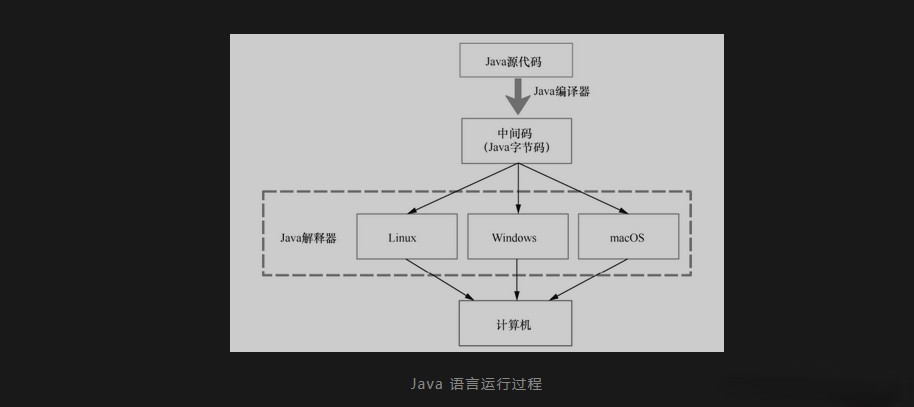 Java源代码
Java编译器
中间码
（Java字节码）
Java解释器
Linux
Windows
macOS
计算机
Java 语言运行过程